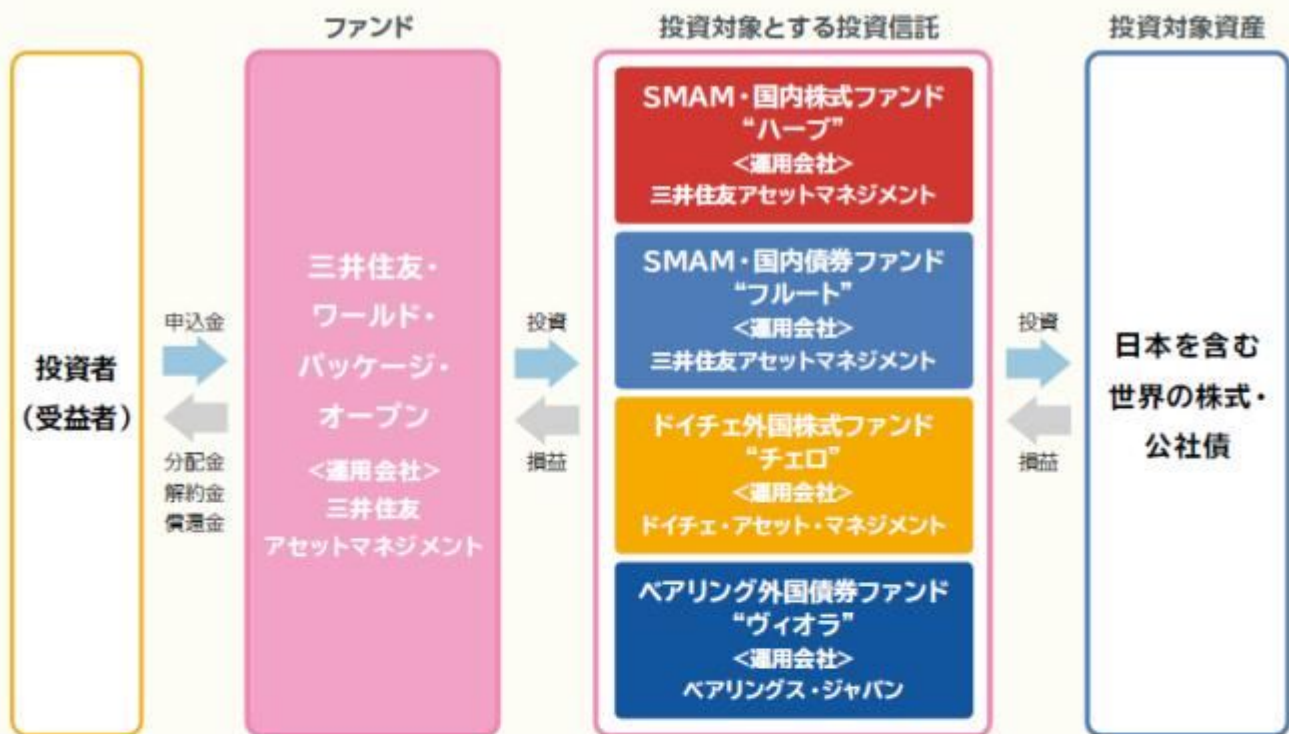 ファンド
投資対象とする投資信託
投資対象資産
投資者
(受益者)
申込金
分配金
解約金
償還金
三井住友・
ワールド・
パッケージ・
オープン
<運用会社>
三井住友
アセットマネジメント
投資
損益
SMAM・国内株式ファンド
“ハープ”
<運用会社>
三井住友アセットマネジメント
SMAM・国内債券ファンド
“フルート”
<運用会社>
三井住友アセットマネジメント
ドイチェ外国株式ファンド
“チェロ”
<運用会社>
ドイチェ・アセット・マネジメント
ベアリング外国債券ファンド
“ヴィオラ”
<運用会社>
ベアリングス・ジャパン
投資
損益
日本を含む
世界の株式・
公社債